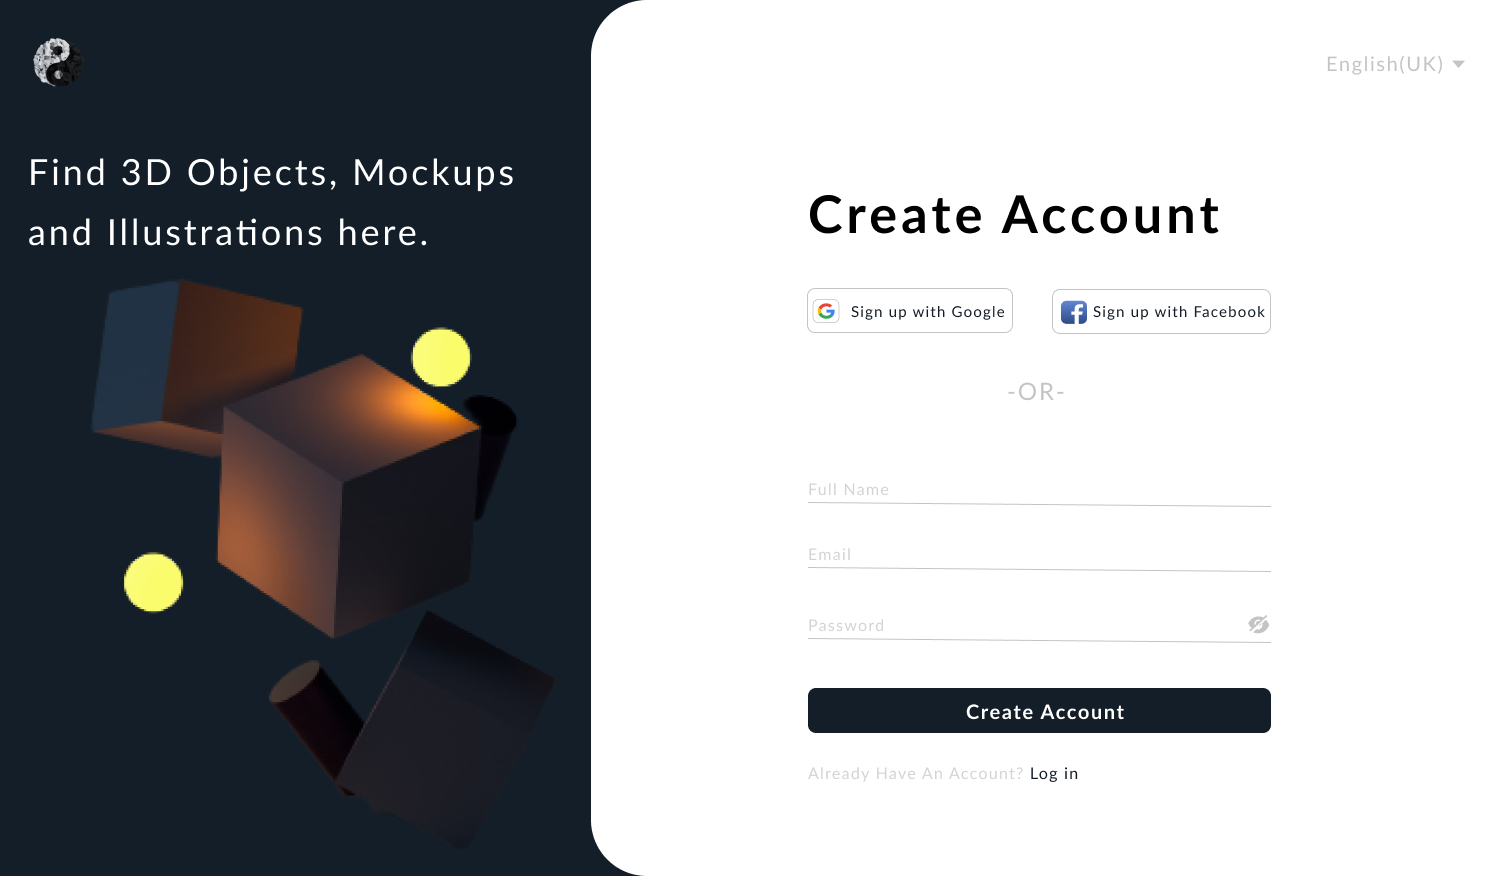 Find 3D Objects, Mockups
and Illustrations here.
English(UK)
Create Account
Sign up with Google
Sign up with Facebook
-OR-
Full Name
Email
Password
Create Account
Already Have An Account? Log in